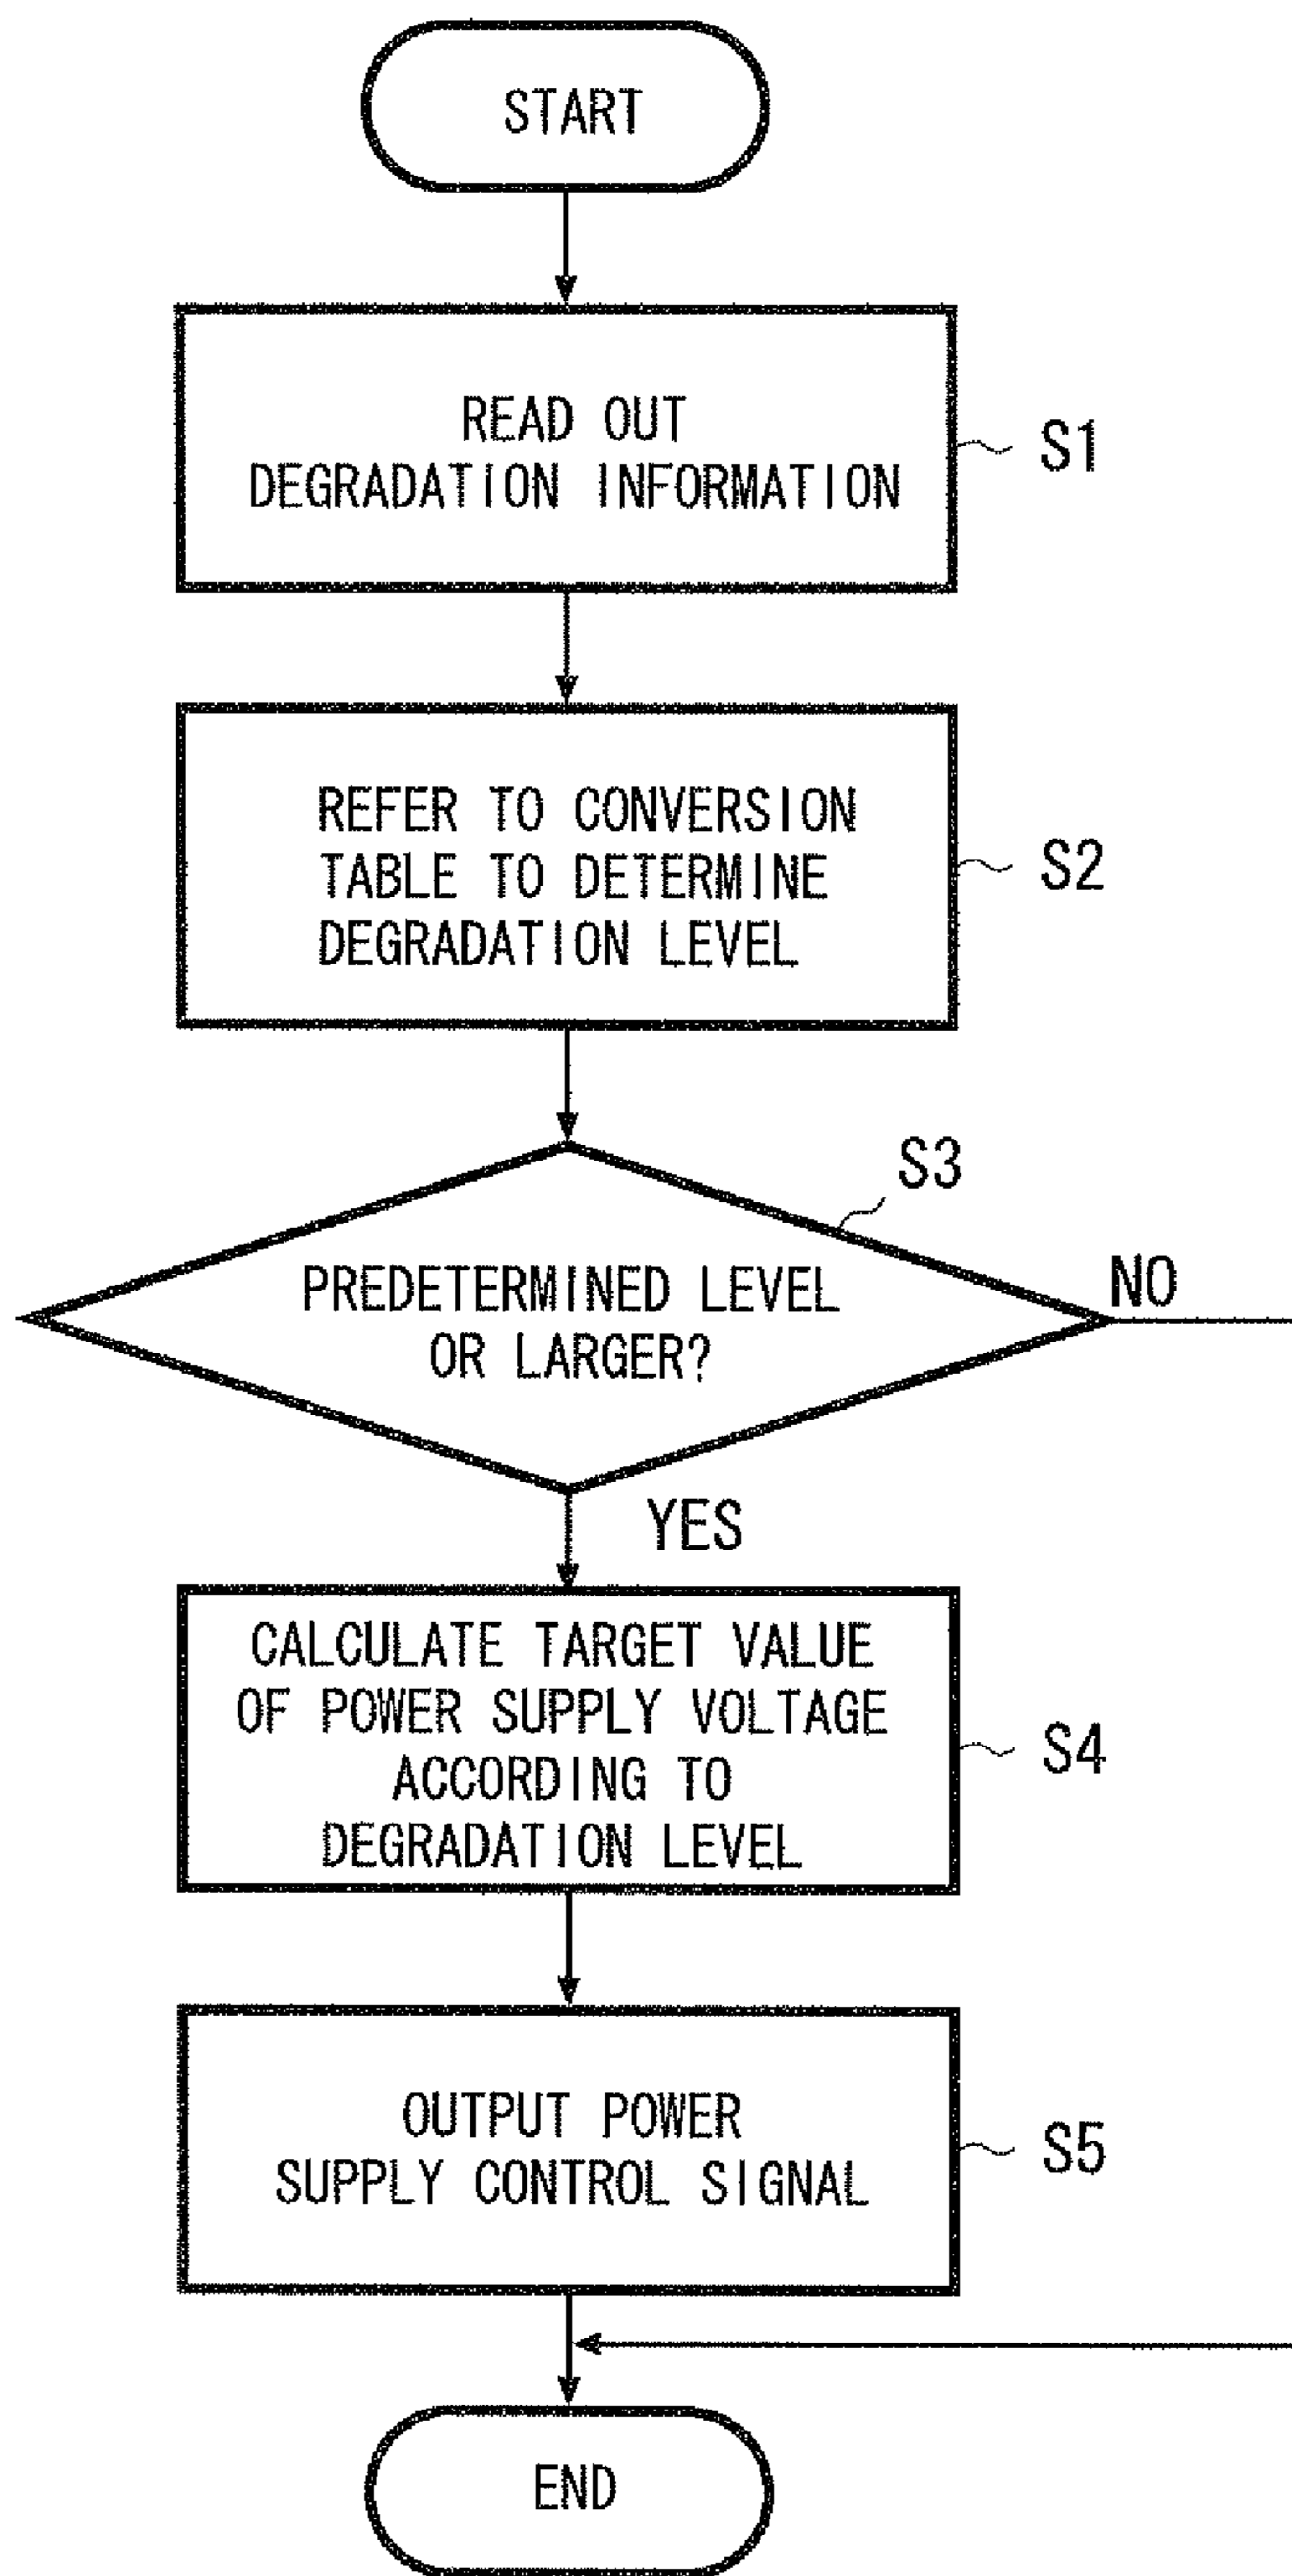 START
READ OUT
DEGRADATION INFORMATION
S1
REFER TO CONVERSION
TABLE TO DETERMINE
DEGRADATION LEVEL
S2
S3
PREDETERMINED LEVEL
OR LARGER?
NO
YES
CALCULATE TARGET VALUE
OF POWER SUPPLY VOLTAGE
ACCORDING TO
DEGRADATION LEVEL
S4
OUTPUT POWER
SUPPLY CONTROL SIGNAL
S5
END